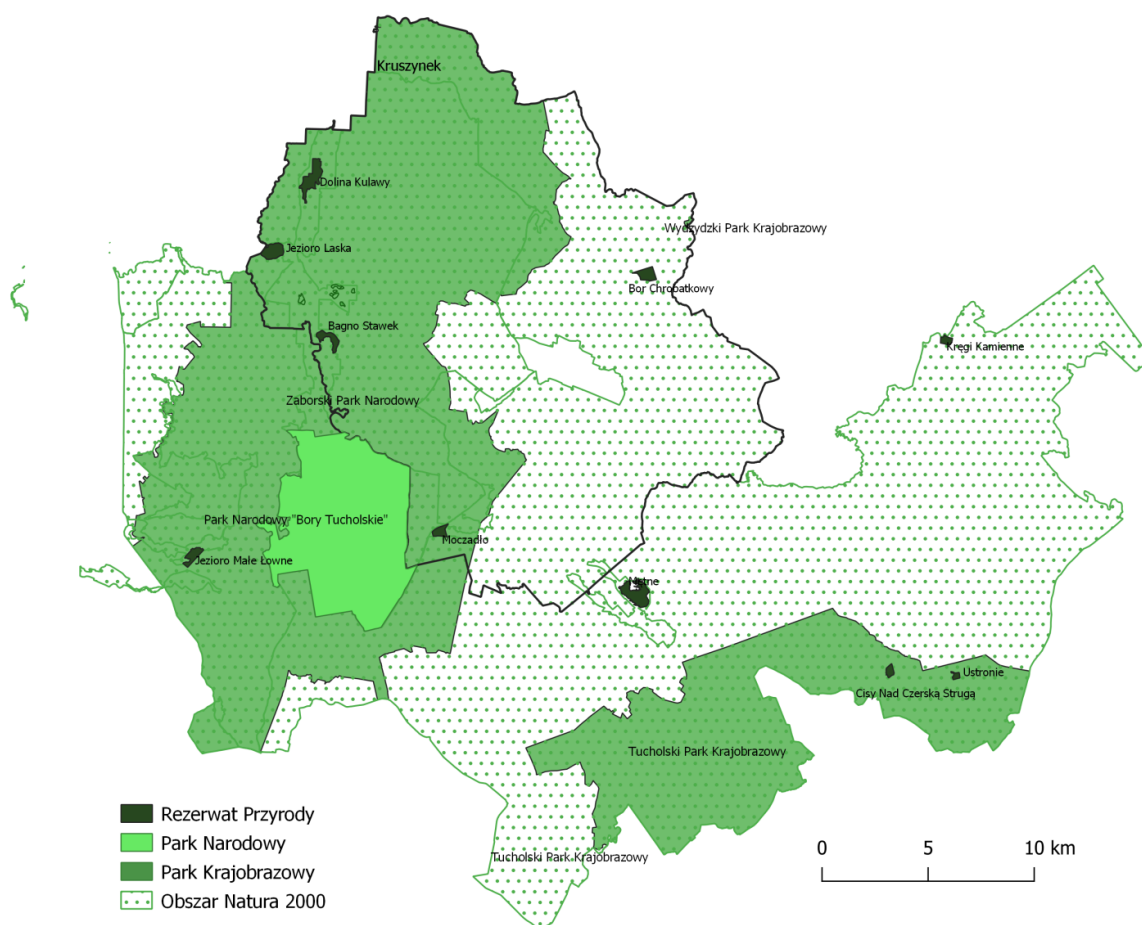 Kruszynek
Dolina Kulawy
Wydzydzki Park Krajobrazowy
Jezioro Laska
Bor Chropatkowy
Bagno Stawek
Kręgi Kamienne
Zaborski Park Narodowy
Park Narodowy "Bory Tucholskie"
Moczadło
Jezioro Małe Łowne
Nętne
Ustronie
Cisy Nad Czerską Strugą
Tucholski Park Krajobrazowy
Tucholski Park Krajobrazowy
Rezerwat Przyrody
Park Narodowy
Park Krajobrazowy
Obszar Natura 2000
0 5 10 km